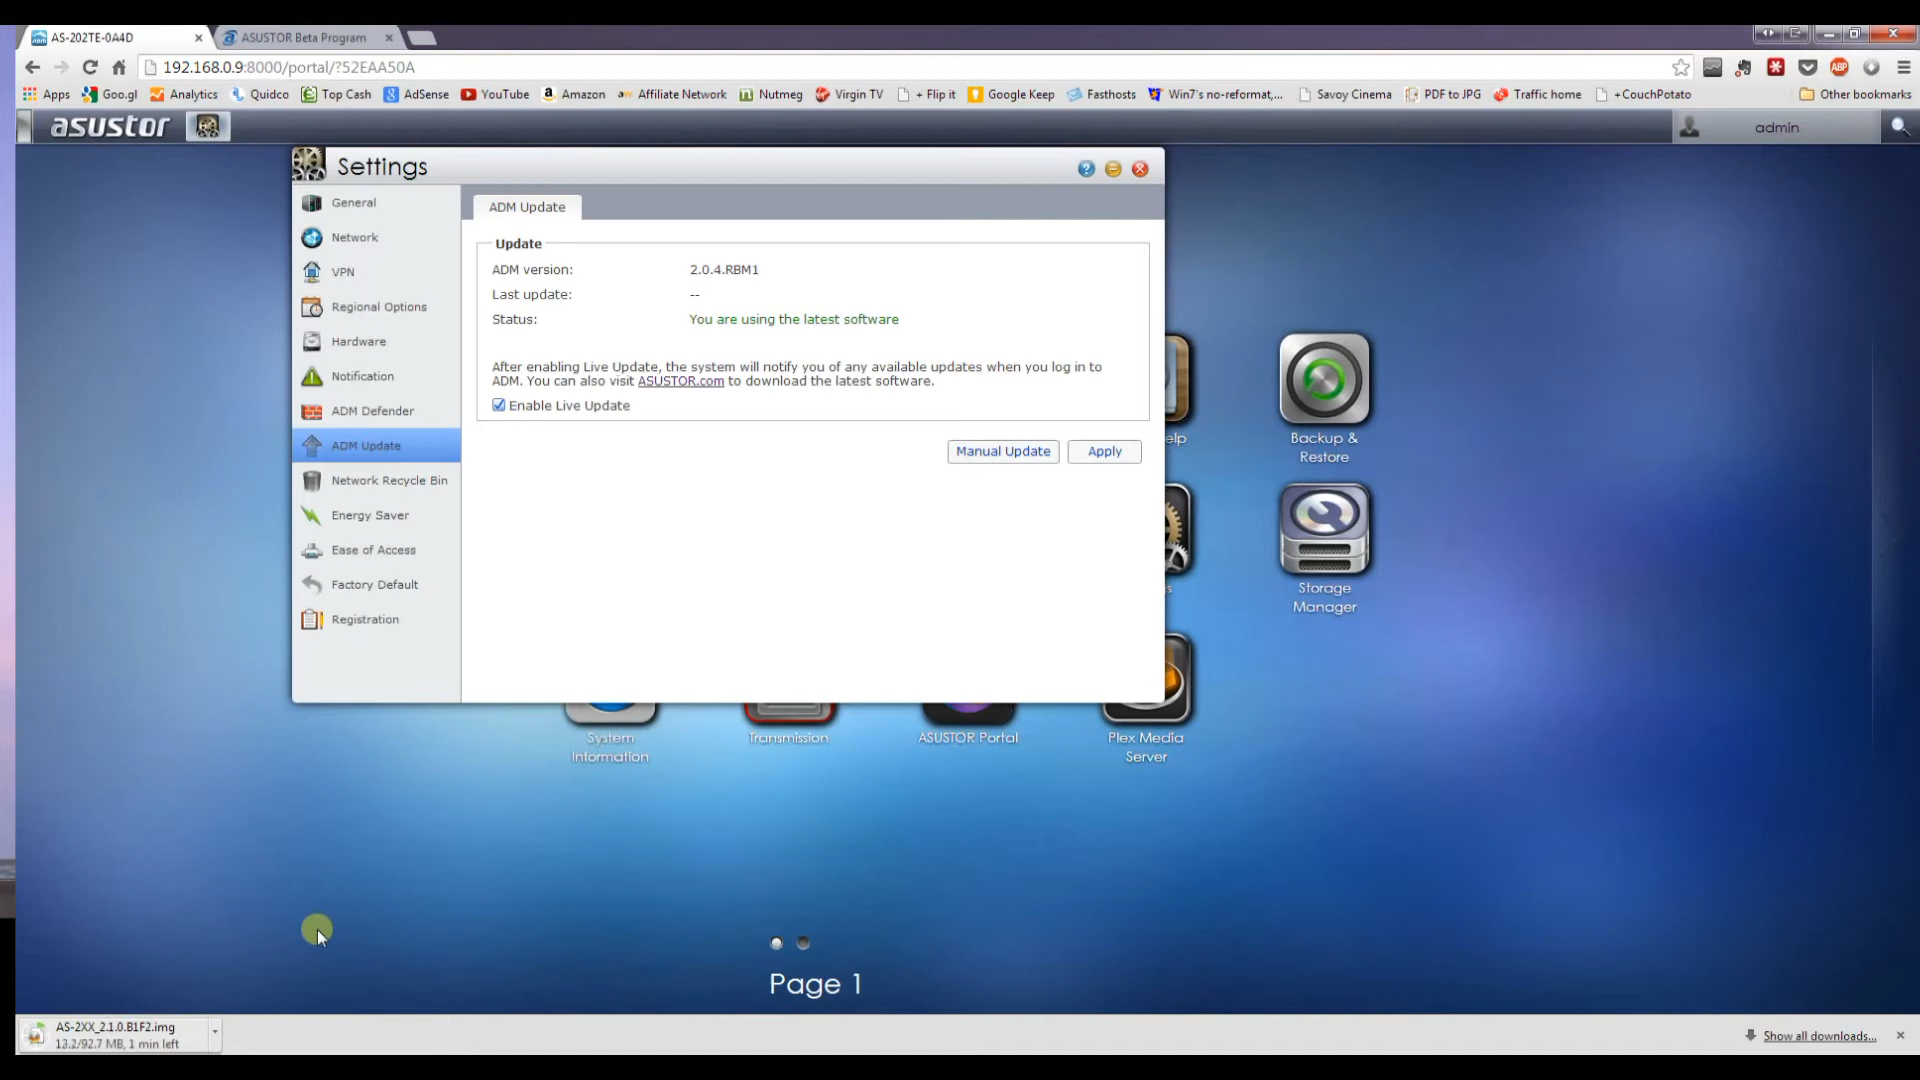 AS-202TE-0A4D
ASUSTOR Beta Program
192.168.0.9:8000/portal/?52EAA50A
Apps Goo.gl Analytics Quidco Top Cash AdSense YouTube Amazon Affiliate Network Nutmeg Virgin TV + Flip it Google Keep Fasthosts Win7's no-reformat,... Savoy Cinema PDF to JPG Traffic home +CouchPotato Other bookmarks
asustor
admin
Settings
General
Network
VPN
Regional Options
Hardware
Notification
ADM Defender
ADM Update
Network Recycle Bin
Energy Saver
Ease of Access
Factory Default
Registration
ADM Update
Update
ADM version: 2.0.4.RBM1
Last update: --
Status: You are using the latest software
After enabling Live Update, the system will notify you of any available updates when you log in to
ADM. You can also visit ASUSTOR.com to download the latest software.
Enable Live Update
Manual Update Apply
elp
Backup &
Restore
gs
Storage
Manager
System
Information
Transmission
ASUSTOR Portal
Plex Media
Server
Page 1
AS-2XX_2.1.0.B1F2.img
13.2/92.7 MB, 1 min left
Show all downloads...
ABP